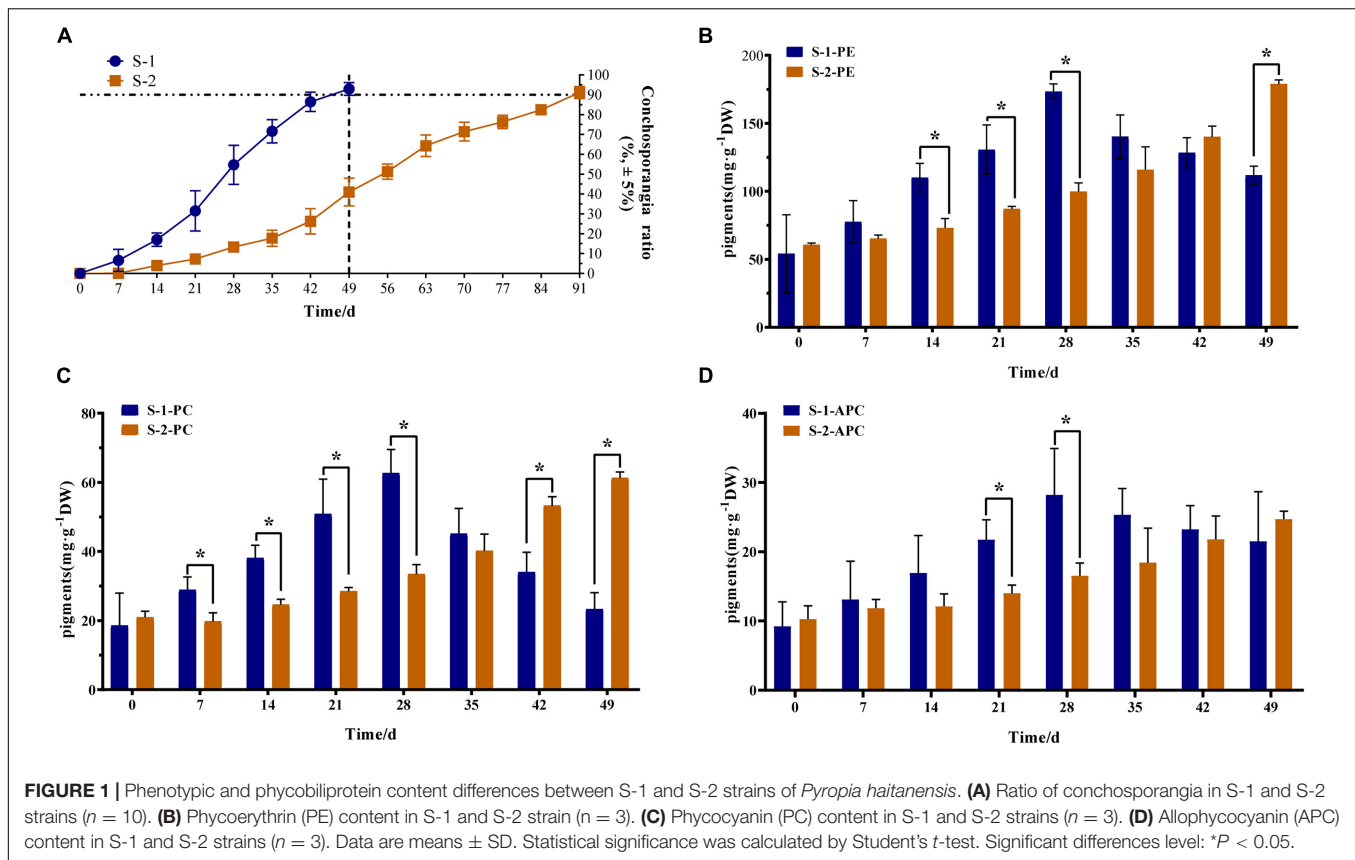 A
S-1
S-2
100
90
80
70
60
50
40
30
20
10
0
Conchosporangia ratio
(%, ± 5%)
0 7 14 21 28 35 42 49 56 63 70 77 84 91
Time/d
B
S-1-PE
S-2-PE
200
150
100
50
0
pigments(mg·g⁻¹DW)
* * * *
0 7 14 21 28 35 42 49
Time/d
C
S-1-PC
S-2-PC
80
60
40
20
0
pigments(mg·g⁻¹DW)
* * * * * *
0 7 14 21 28 35 42 49
Time/d
D
S-1-APC
S-2-APC
40
30
20
10
0
pigments(mg·g⁻¹DW)
* *
0 7 14 21 28 35 42 49
Time/d
FIGURE 1 | Phenotypic and phycobiliprotein content differences between S-1 and S-2 strains of Pyropia haitanensis. (A) Ratio of conchosporangia in S-1 and S-2
strains (n = 10). (B) Phycoerythrin (PE) content in S-1 and S-2 strain (n = 3). (C) Phycocyanin (PC) content in S-1 and S-2 strains (n = 3). (D) Allophycocyanin (APC)
content in S-1 and S-2 strains (n = 3). Data are means ± SD. Statistical significance was calculated by Student's t-test. Significant differences level: *P < 0.05.